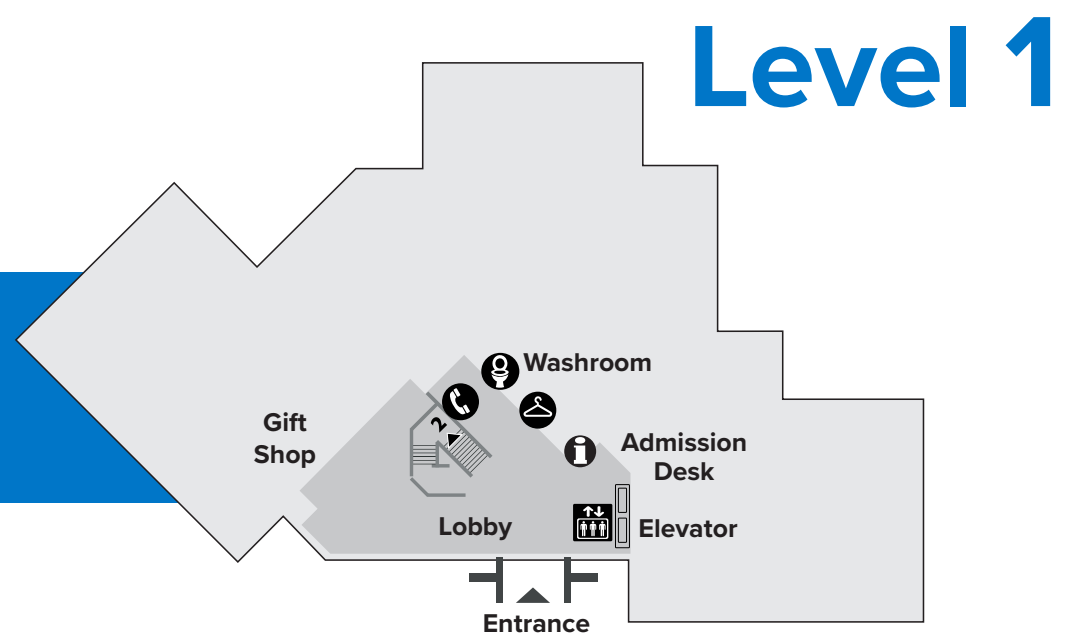 Level 1
Washroom
Gift
Shop
2
Admission
Desk
Lobby
Elevator
Entrance